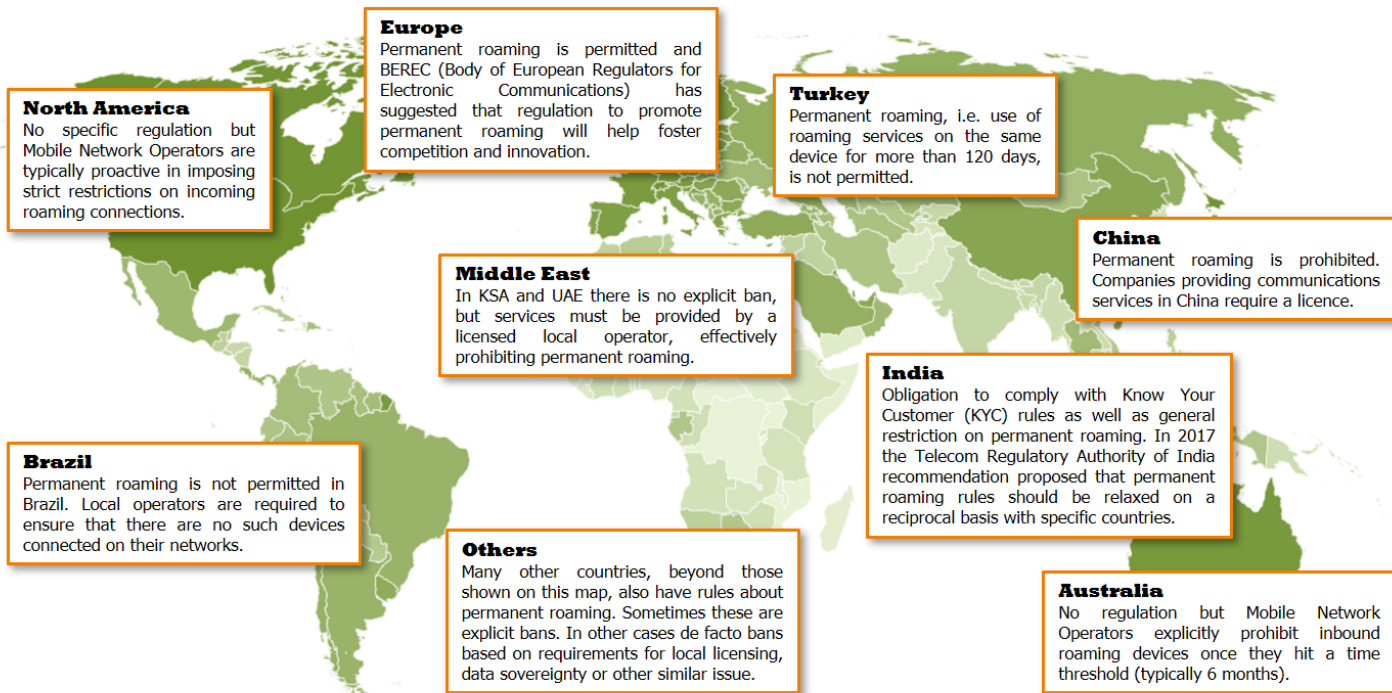 Europe
Permanent roaming is permitted and
BEREC (Body of European Regulators for
Electronic Communications) has
suggested that regulation to promote
permanent roaming will help foster
competition and innovation.
North America
No specific regulation but
Mobile Network Operators are
typically proactive in imposing
strict restrictions on incoming
roaming connections.
Turkey
Permanent roaming, i.e. use of
roaming services on the same
device for more than 120 days,
is not permitted.
China
Permanent roaming is prohibited.
Companies providing communications
services in China require a licence.
Middle East
In KSA and UAE there is no explicit ban,
but services must be provided by a
licensed local operator, effectively
prohibiting permanent roaming.
India
Obligation to comply with Know Your
Customer (KYC) rules as well as general
restriction on permanent roaming. In 2017
the Telecom Regulatory Authority of India
recommendation proposed that permanent
roaming rules should be relaxed on a
reciprocal basis with specific countries.
Brazil
Permanent roaming is not permitted in
Brazil. Local operators are required to
ensure that there are no such devices
connected on their networks.
Others
Many other countries, beyond those
shown on this map, also have rules about
permanent roaming. Sometimes these are
explicit bans. In other cases de facto bans
based on requirements for local licensing,
data sovereignty or other similar issue.
Australia
No regulation but Mobile Network
Operators explicitly prohibit inbound
roaming devices once they hit a time
threshold (typically 6 months).